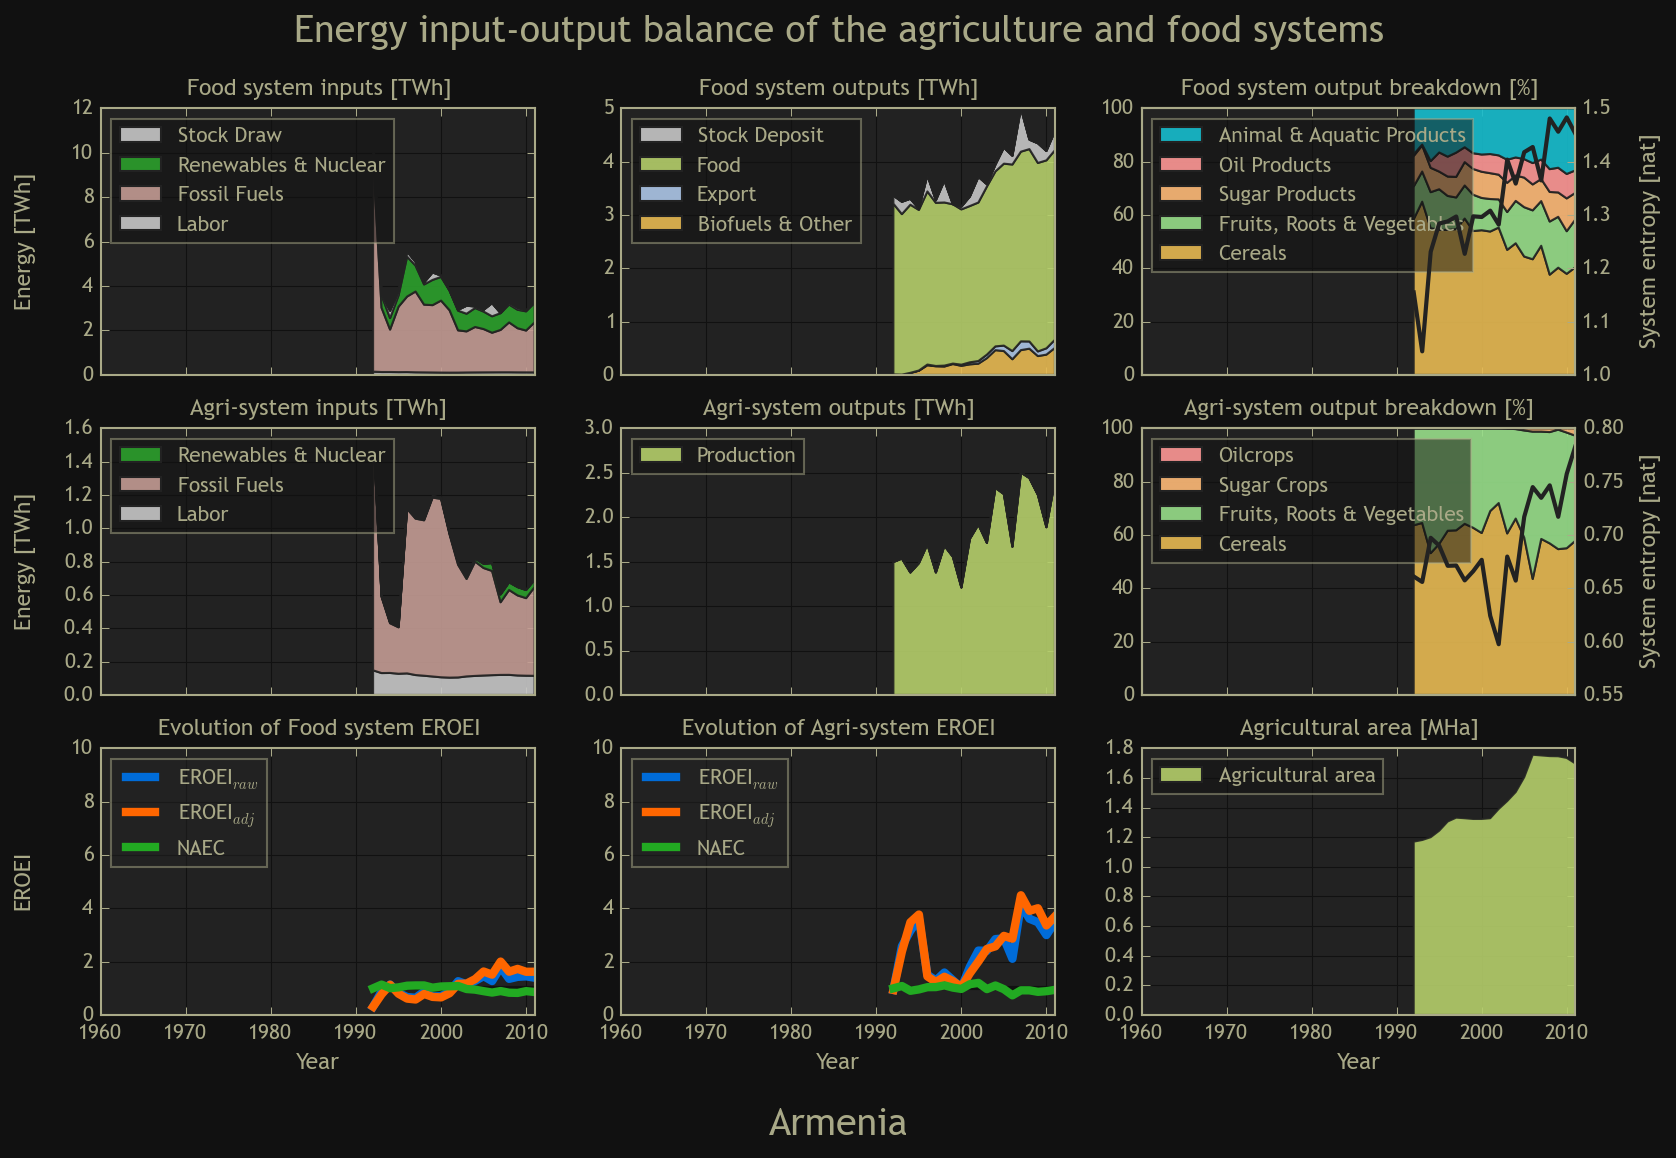 Energy input-output balance of the agriculture and food systems
Food system inputs [TWh]
Energy [TWh]
12
10
8
6
4
2
0
Stock Draw
Renewables & Nuclear
Fossil Fuels
Labor
Food system outputs [TWh]
5
4
3
2
1
0
Stock Deposit
Food
Export
Biofuels & Other
Food system output breakdown [%]
100
80
60
40
20
0
Animal & Aquatic Products
Oil Products
Sugar Products
Fruits, Roots & Vegetables
Cereals
1.5
1.4
1.3
1.2
1.1
1.0
System entropy [nat]
Agri-system inputs [TWh]
Energy [TWh]
1.6
1.4
1.2
1.0
0.8
0.6
0.4
0.2
0.0
Renewables & Nuclear
Fossil Fuels
Labor
Agri-system outputs [TWh]
3.0
2.5
2.0
1.5
1.0
0.5
0.0
Production
Agri-system output breakdown [%]
100
80
60
40
20
0
Oilcrops
Sugar Crops
Fruits, Roots & Vegetables
Cereals
0.80
0.75
0.70
0.65
0.60
0.55
System entropy [nat]
Evolution of Food system EROEI
EROEI
10
8
6
4
2
0
EROEI raw
EROEI adj
NAEC
1960 1970 1980 1990 2000 2010
Year
Evolution of Agri-system EROEI
10
8
6
4
2
0
EROEI raw
EROEI adj
NAEC
1960 1970 1980 1990 2000 2010
Year
Agricultural area [MHa]
1.8
1.6
1.4
1.2
1.0
0.8
0.6
0.4
0.2
0.0
Agricultural area
1960 1970 1980 1990 2000 2010
Year
Armenia